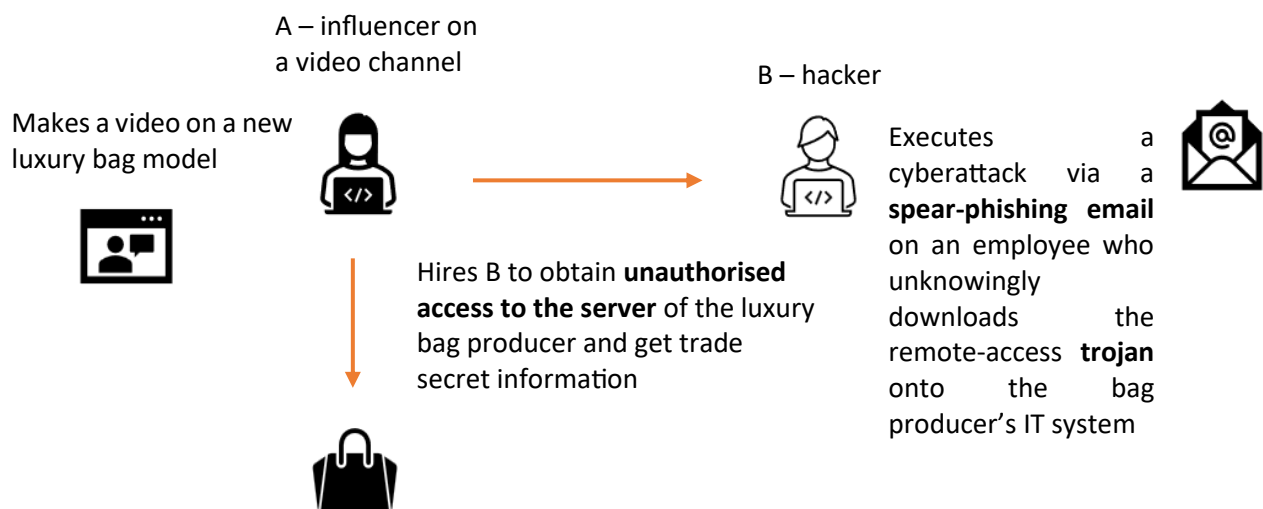 A – influencer on
a video channel
B – hacker
Makes a video on a new
luxury bag model
</>
</>
Executes a
cyberattack via a
spear-phishing email
on an employee who
unknowingly
downloads the
remote-access trojan
onto the bag
producer's IT system
@
Hires B to obtain unauthorised
access to the server of the luxury
bag producer and get trade
secret information